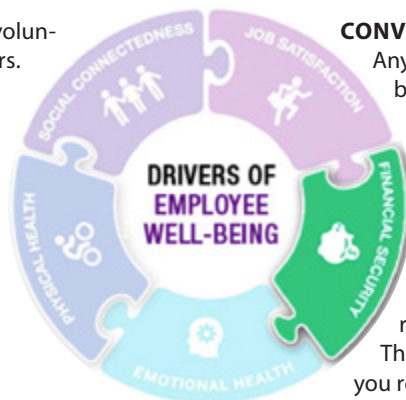 volun-
rs.
CONV
Any
b
SOCIAL CONNECTEDNESS
JOB SATISFACTION
FINANCIAL SECURITY
EMOTIONAL HEALTH
PHYSICAL HEALTH
DRIVERS OF
EMPLOYEE
WELL-BEING
r
Th
you re